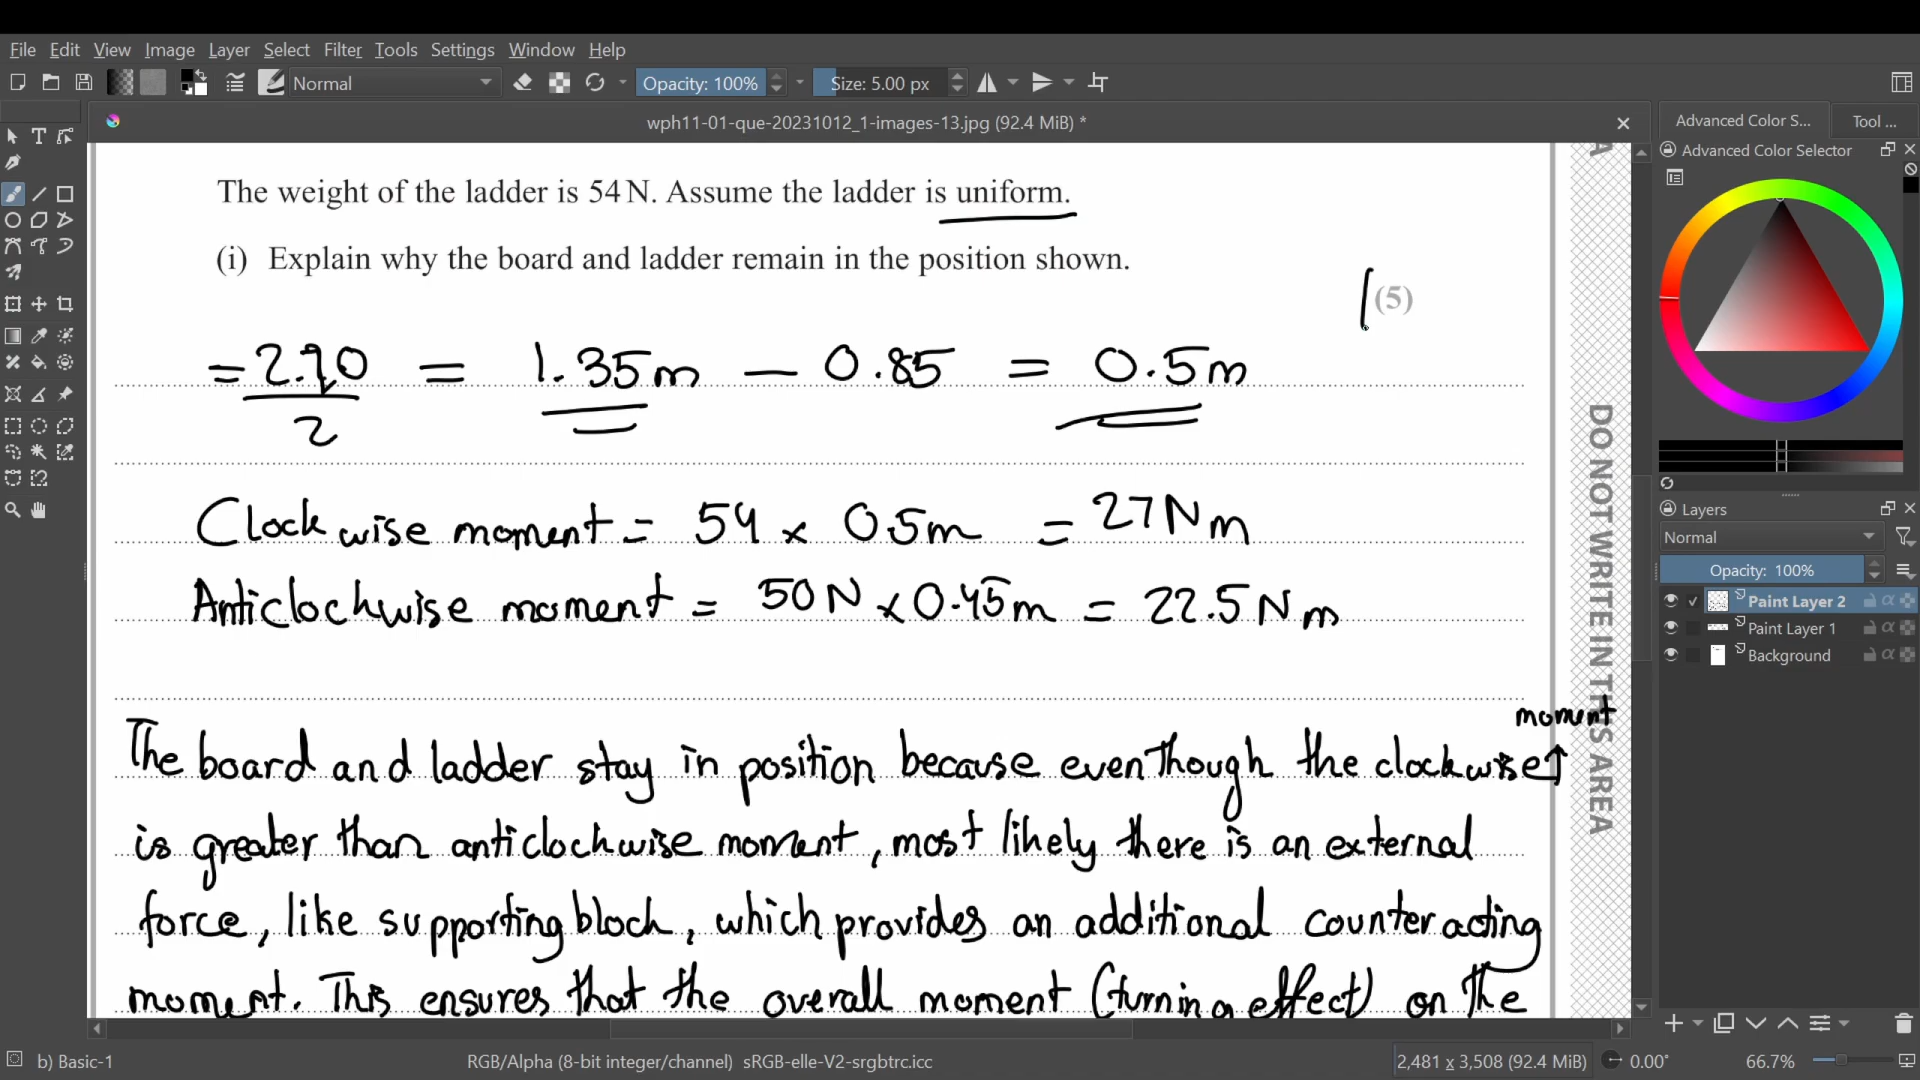 File Edit View Image Layer Select Filter Tools Settings Window Help
Normal Opacity: 100% Size: 5.00 px
wph11-01-que-20231012_1-images-13.jpg (92.4 MiB) *
Advanced Color S... Tool ...
Advanced Color Selector
The weight of the ladder is 54 N. Assume the ladder is uniform.
(i) Explain why the board and ladder remain in the position shown.
(5)
= 2.70 / 2 = 1.35m - 0.85 = 0.5m
Clockwise moment = 54 x 0.5m = 27Nm
Anticlockwise moment = 50N x 0.45m = 22.5Nm
moment
The board and ladder stay in position because eventhough the clockwise↑
is greater than anticlockwise moment, most likely there is an external
force, like supporting block, which provides an additional counteracting
moment. This ensures that the overall moment (turning effect) on the
A
DO NOT WRITE IN THIS AREA
Layers
Normal
Opacity: 100%
Paint Layer 2
Paint Layer 1
Background
b) Basic-1 RGB/Alpha (8-bit integer/channel) sRGB-elle-V2-srgbtrc.icc 2,481 x 3,508 (92.4 MiB) 0.00° 66.7%